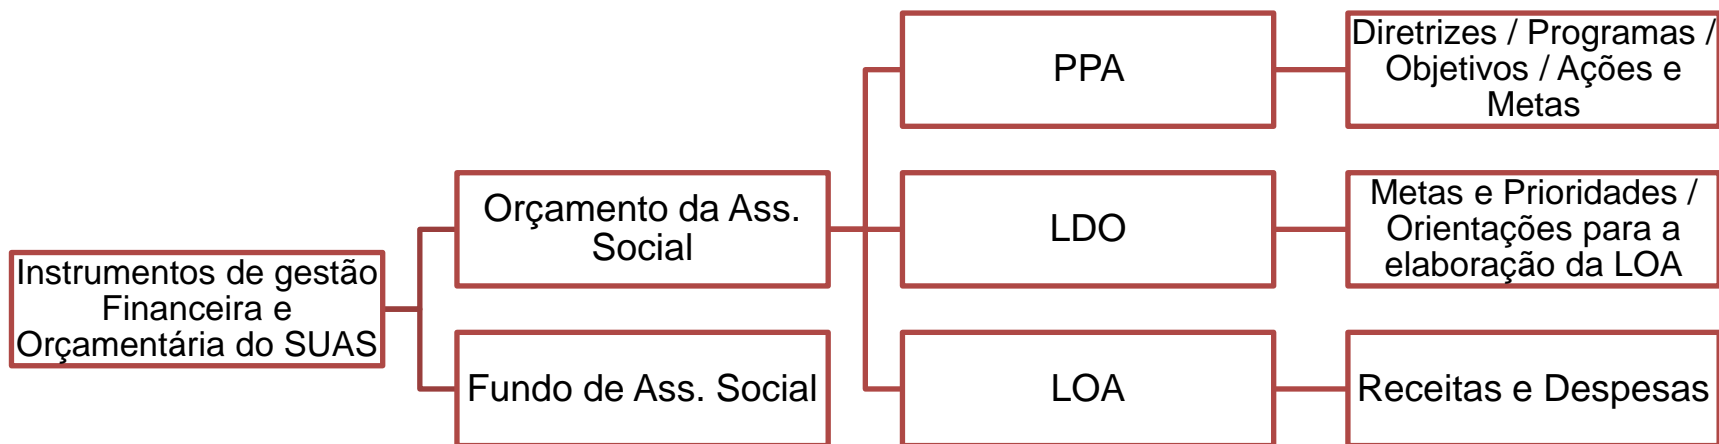 Instrumentos de gestão
Financeira e
Orçamentária do SUAS
Orçamento da Ass.
Social
Fundo de Ass. Social
PPA
Diretrizes / Programas /
Objetivos / Ações e
Metas
LDO
Metas e Prioridades /
Orientações para a
elaboração da LOA
LOA
Receitas e Despesas